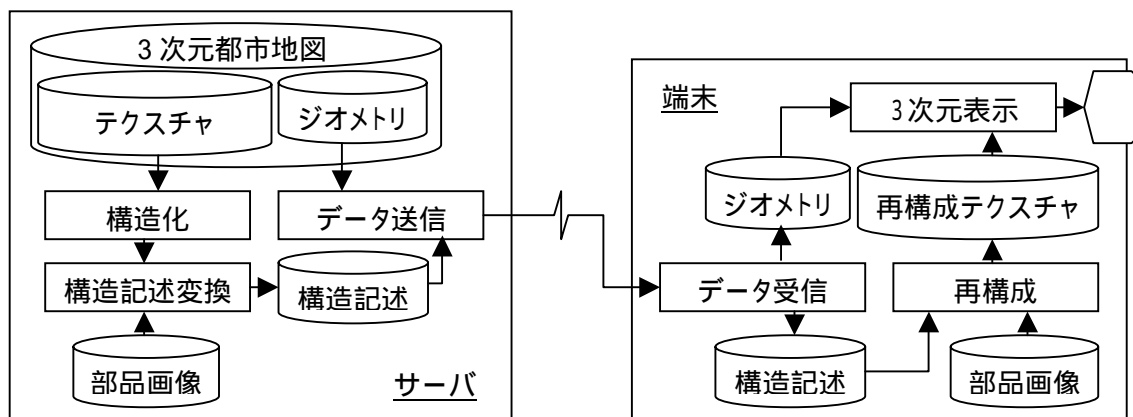 3次元都市地図
テクスチャ
ジオメトリ
構造化
データ送信
構造記述変換
構造記述
部品画像
サーバ
端末
3次元表示
ジオメトリ
再構成テクスチャ
データ受信
再構成
構造記述
部品画像